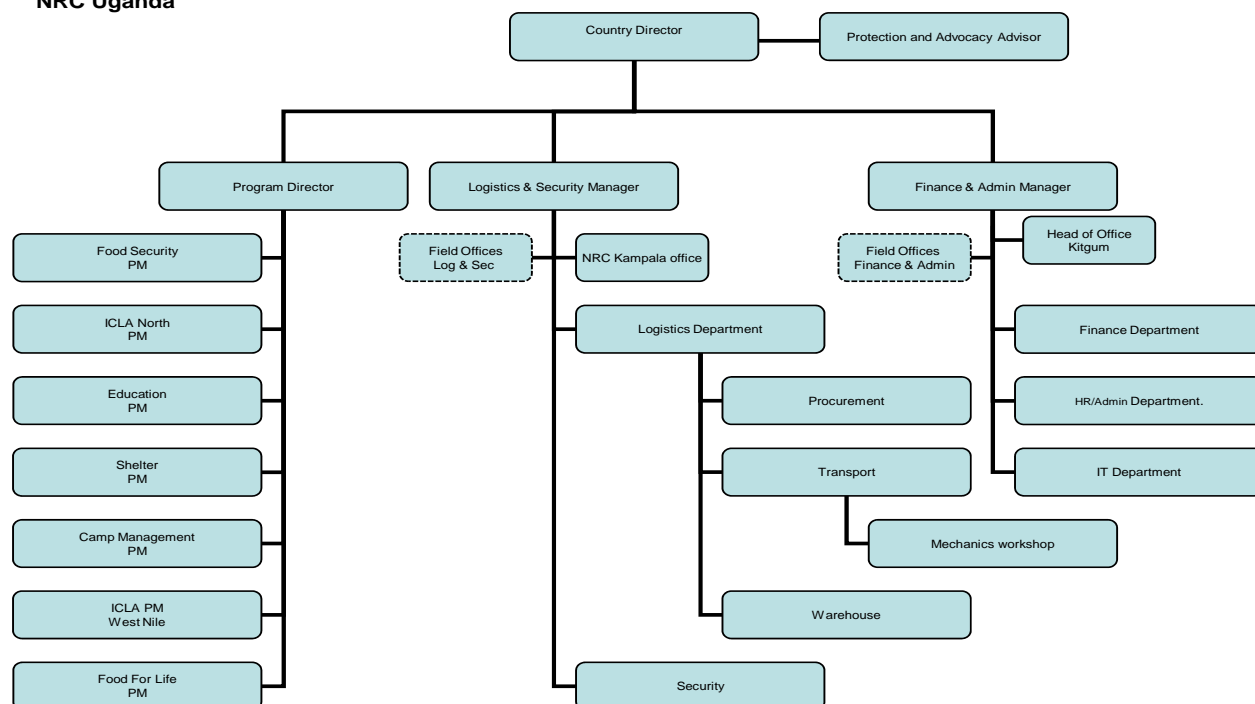 NRC Uganda
Country Director
Protection and Advocacy Advisor
Program Director
Logistics & Security Manager
Finance & Admin Manager
Food Security
PM
Field Offices
Log & Sec
NRC Kampala office
Field Offices
Finance & Admin
Head of Office
Kitgum
ICLA North
PM
Logistics Department
Finance Department
Education
PM
Procurement
HR/Admin Department.
Shelter
PM
Transport
IT Department
Camp Management
PM
Mechanics workshop
ICLA PM
West Nile
Warehouse
Food For Life
PM
Security